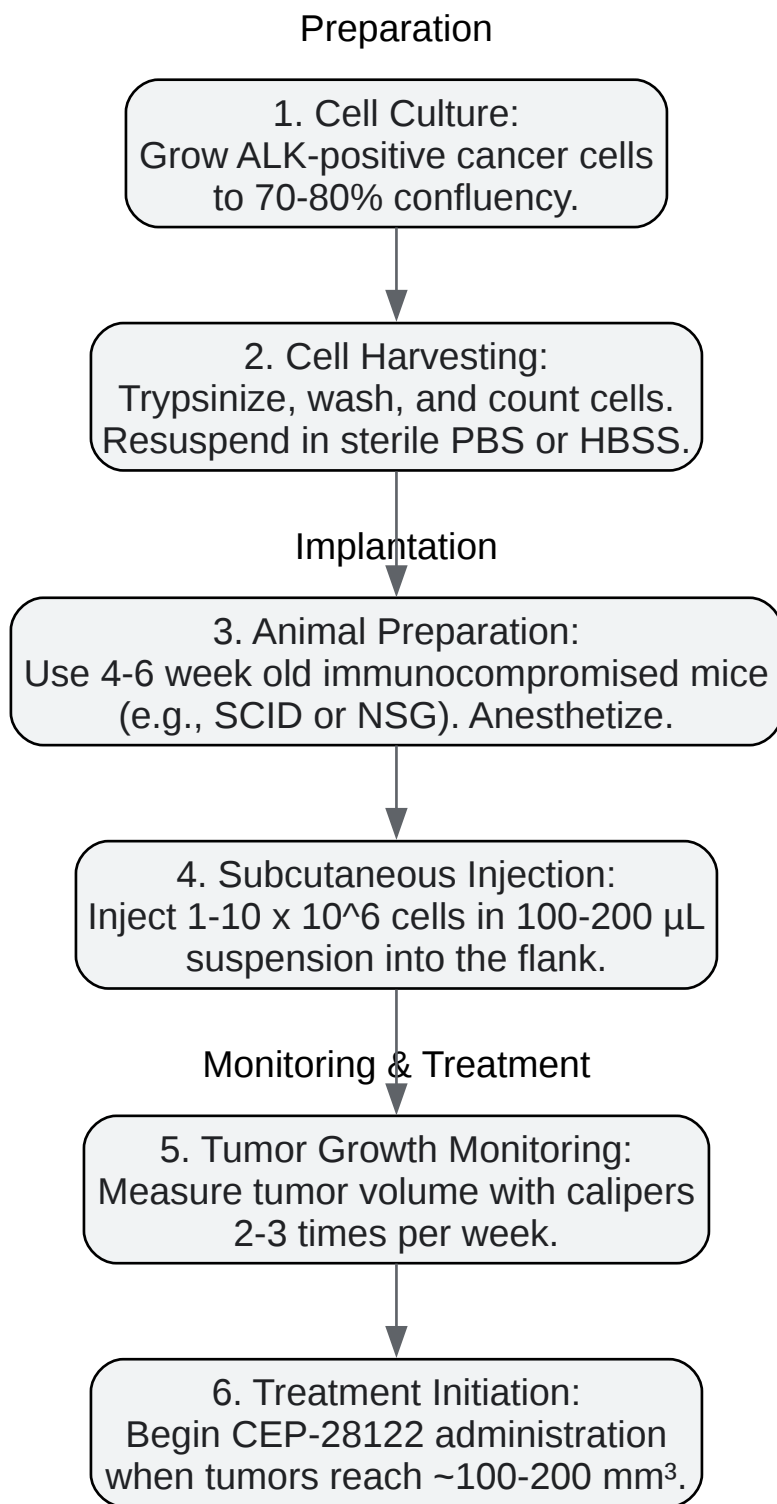 Preparation
1. Cell Culture:
Grow ALK-positive cancer cells
to 70-80% confluency.
2. Cell Harvesting:
Trypsinize, wash, and count cells.
Resuspend in sterile PBS or HBSS.
Implantation
3. Animal Preparation:
Use 4-6 week old immunocompromised mice
(e.g., SCID or NSG). Anesthetize.
4. Subcutaneous Injection:
Inject 1-10 x 10^6 cells in 100-200 µL
suspension into the flank.
Monitoring & Treatment
5. Tumor Growth Monitoring:
Measure tumor volume with calipers
2-3 times per week.
6. Treatment Initiation:
Begin CEP-28122 administration
when tumors reach ~100-200 mm³.